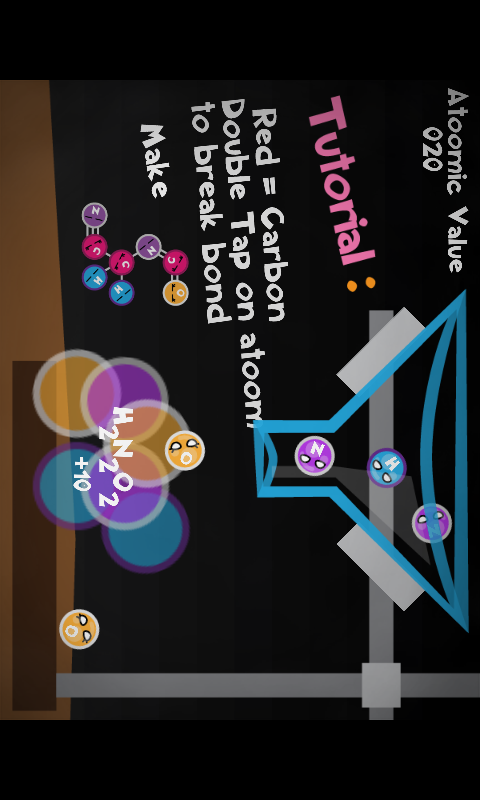 Atoomic Value
020
Tutorial :
Red = Carbon
Double Tap on atoom
to break bond
Make
N
C
C
N
C
O
H
H
N
H
O
H2N2O2
+10
O